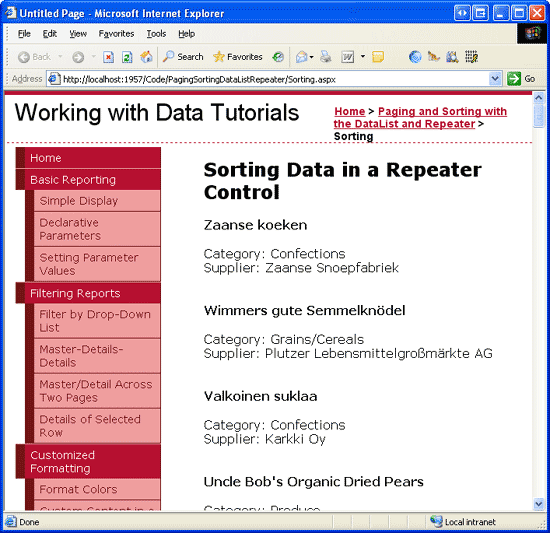 Untitled Page - Microsoft Internet Explorer
File Edit View Favorites Tools Help
Back Search Favorites
Address http://localhost:1957/Code/PagingSortingDataListRepeater/Sorting.aspx Go
Working with Data Tutorials
Home > Paging and Sorting with
the DataList and Repeater >
Sorting
Home
Basic Reporting
Simple Display
Declarative
Parameters
Setting Parameter
Values
Filtering Reports
Filter by Drop-Down
List
Master-Details-
Details
Master/Detail Across
Two Pages
Details of Selected
Row
Customized
Formatting
Format Colors
Custom Content in a
Sorting Data in a Repeater
Control
Zaanse koeken
Category: Confections
Supplier: Zaanse Snoepfabriek
Wimmers gute Semmelknödel
Category: Grains/Cereals
Supplier: Plutzer Lebensmittelgroßmärkte AG
Valkoinen suklaa
Category: Confections
Supplier: Karkki Oy
Uncle Bob's Organic Dried Pears
Category: Produce
Done
Local intranet